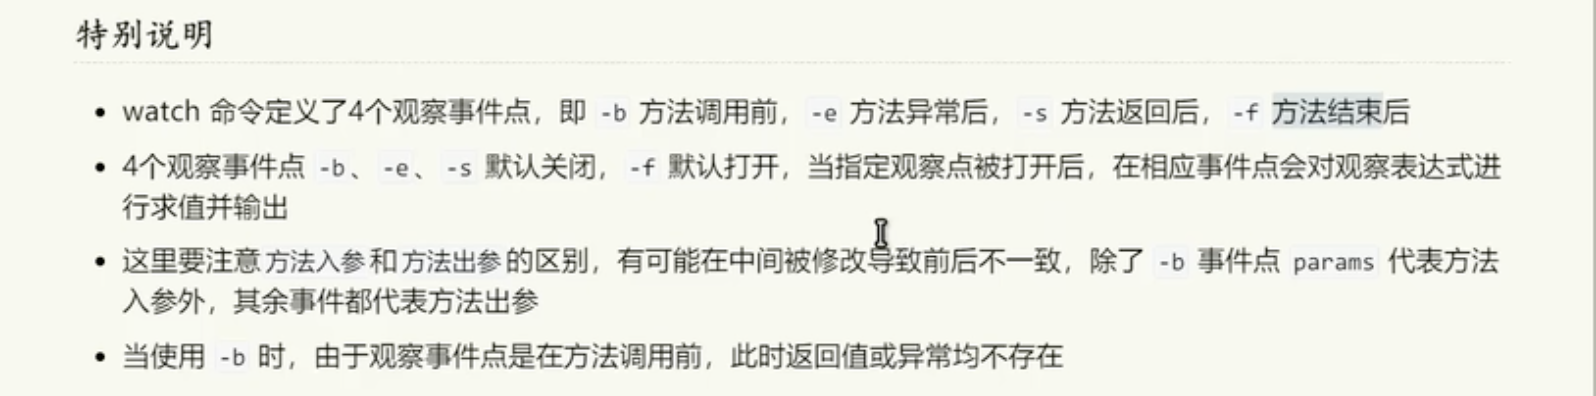 特别说明
watch 命令定义了4个观察事件点，即 -b 方法调用前，-e 方法异常后，-s 方法返回后，-f 方法结束后
4个观察事件点 -b、-e、-s 默认关闭，-f 默认打开，当指定观察点被打开后，在相应事件点会对观察表达式进
行求值并输出
这里要注意方法入参和方法出参的区别，有可能在中间被修改导致前后不一致，除了 -b 事件点 params 代表方法
入参外，其余事件都代表方法出参
当使用 -b 时，由于观察事件点是在方法调用前，此时返回值或异常均不存在